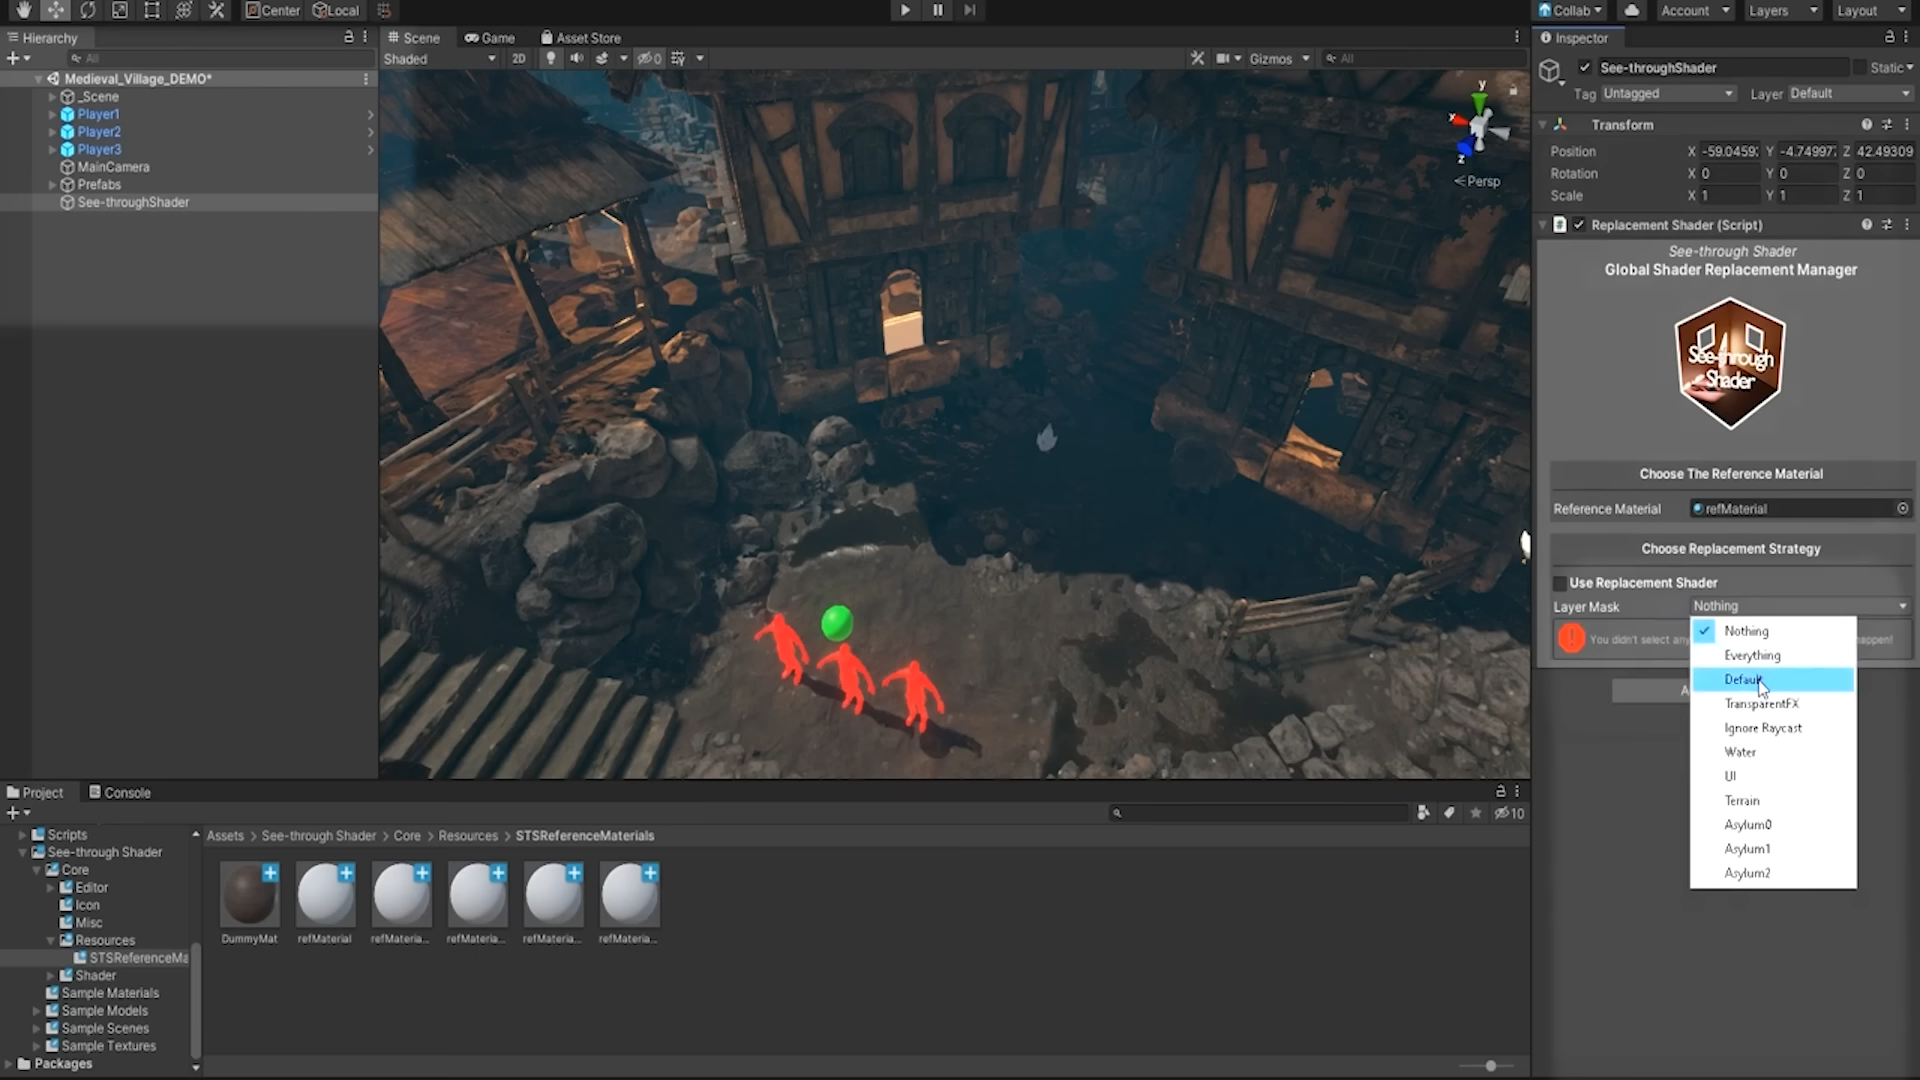 Center
Local
Collab
Account
Layers
Layout
Hierarchy
All
Medieval_Village_DEMO*
_Scene
Player1
Player2
Player3
MainCamera
Prefabs
See-throughShader
Scene
Game
Asset Store
Shaded
2D
0
Gizmos
All
y
x
z
Persp
Inspector
See-throughShader
Static
Tag Untagged
Layer Default
Transform
Position X -59.0459 Y -4.74997 Z 42.49309
Rotation X 0 Y 0 Z 0
Scale X 1 Y 1 Z 1
Replacement Shader (Script)
See-through Shader
Global Shader Replacement Manager
See-through
Shader
Choose The Reference Material
Reference Material refMaterial
Choose Replacement Strategy
Use Replacement Shader
Layer Mask Nothing
You didn't select any
Nothing
Everything
Default
TransparentFX
Ignore Raycast
Water
UI
Terrain
Asylum0
Asylum1
Asylum2
Project
Console
10
Scripts
See-through Shader
Core
Editor
Icon
Misc
Resources
STSReferenceMa
Shader
Sample Materials
Sample Models
Sample Scenes
Sample Textures
Packages
Assets > See-through Shader > Core > Resources > STSReferenceMaterials
DummyMat
refMaterial
refMateria...
refMateria...
refMateria...
refMateria...